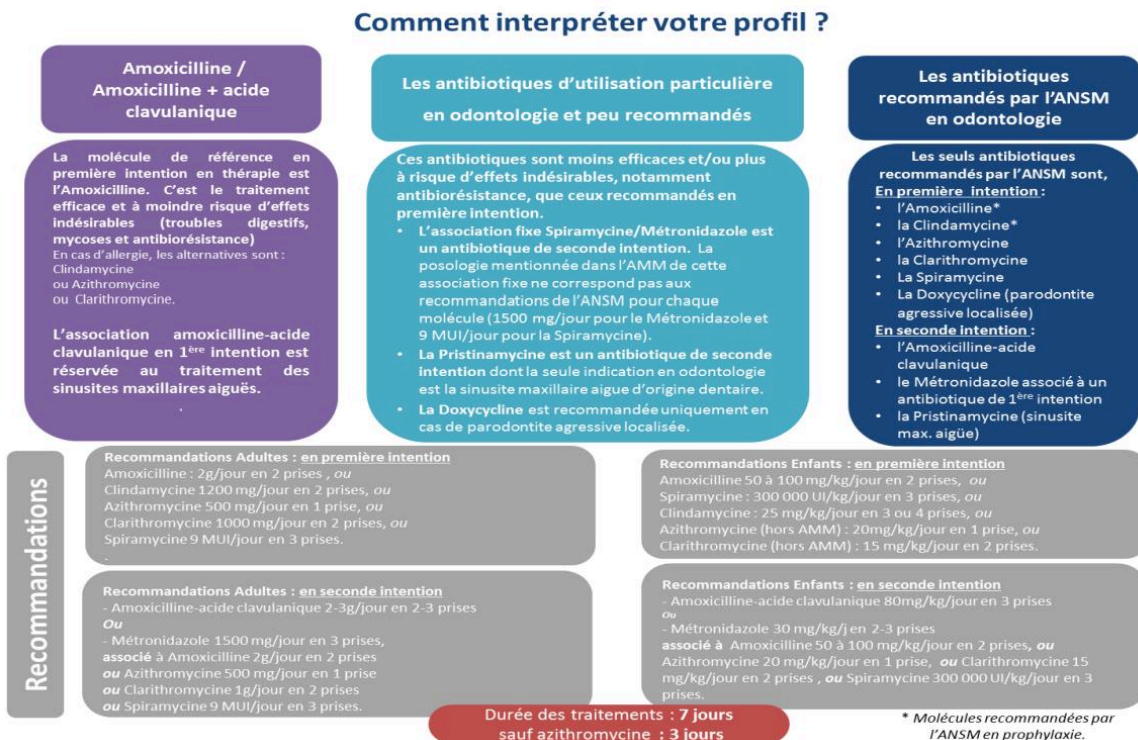 Comment interpréter votre profil ?
Amoxicilline /
Amoxicilline + acide
clavulanique
La molécule de référence en
première intention en thérapie est
l'Amoxicilline. C'est le traitement
efficace et à moindre risque d'effets
indésirables (troubles digestifs,
mycoses et antibiorésistance)
En cas d'allergie, les alternatives sont :
Clindamycine
ou Azithromycine
ou Clarithromycine.
L'association amoxicilline-acide
clavulanique en 1ère intention est
réservée au traitement des
sinusites maxillaires aiguës.
.
Les antibiotiques d'utilisation particulière
en odontologie et peu recommandés
Ces antibiotiques sont moins efficaces et/ou plus
à risque d'effets indésirables, notamment
antibiorésistance, que ceux recommandés en
première intention.
• L'association fixe Spiramycine/Métronidazole est
un antibiotique de seconde intention. La
posologie mentionnée dans l'AMM de cette
association fixe ne correspond pas aux
recommandations de l'ANSM pour chaque
molécule (1500 mg/jour pour le Métronidazole et
9 MUI/jour pour la Spiramycine).
• La Pristinamycine est un antibiotique de seconde
intention dont la seule indication en odontologie
est la sinusite maxillaire aigue d'origine dentaire.
• La Doxycycline est recommandée uniquement en
cas de parodontite agressive localisée.
Les antibiotiques
recommandés par l'ANSM
en odontologie
Les seuls antibiotiques
recommandés par l'ANSM sont,
En première intention :
• l'Amoxicilline*
• la Clindamycine*
• l'Azithromycine
• la Clarithromycine
• La Spiramycine
• La Doxycycline (parodontite
agressive localisée)
En seconde intention :
• l'Amoxicilline-acide
clavulanique
• le Métronidazole associé à un
antibiotique de 1ère intention
• la Pristinamycine (sinusite
max. aigüe)
Recommandations
Recommandations Adultes : en première intention
Amoxicilline : 2g/jour en 2 prises , ou
Clindamycine 1200 mg/jour en 2 prises, ou
Azithromycine 500 mg/jour en 1 prise, ou
Clarithromycine 1000 mg/jour en 2 prises, ou
Spiramycine 9 MUI/jour en 3 prises.
.
Recommandations Enfants : en première intention
Amoxicilline 50 à 100 mg/kg/jour en 2 prises, ou
Spiramycine : 300 000 UI/kg/jour en 3 prises, ou
Clindamycine : 25 mg/kg/jour en 3 ou 4 prises, ou
Azithromycine (hors AMM) : 20mg/kg/jour en 1 prise, ou
Clarithromycine (hors AMM) : 15 mg/kg/jour en 2 prises.
Recommandations Adultes : en seconde intention
- Amoxicilline-acide clavulanique 2-3g/jour en 2-3 prises
Ou
- Métronidazole 1500 mg/jour en 3 prises,
associé à Amoxicilline 2g/jour en 2 prises
ou Azithromycine 500 mg/jour en 1 prise
ou Clarithromycine 1g/jour en 2 prises
ou Spiramycine 9 MUI/jour en 3 prises.
Recommandations Enfants : en seconde intention
- Amoxicilline-acide clavulanique 80mg/kg/jour en 3 prises
Ou
- Métronidazole 30 mg/kg/j en 2-3 prises
associé à Amoxicilline 50 à 100 mg/kg/jour en 2 prises, ou
Azithromycine 20 mg/kg/jour en 1 prise, ou Clarithromycine 15
mg/kg/jour en 2 prises , ou Spiramycine 300 000 UI/kg/jour en 3
prises.
Durée des traitements : 7 jours
sauf azithromycine : 3 jours
* Molécules recommandées par
l'ANSM en prophylaxie.